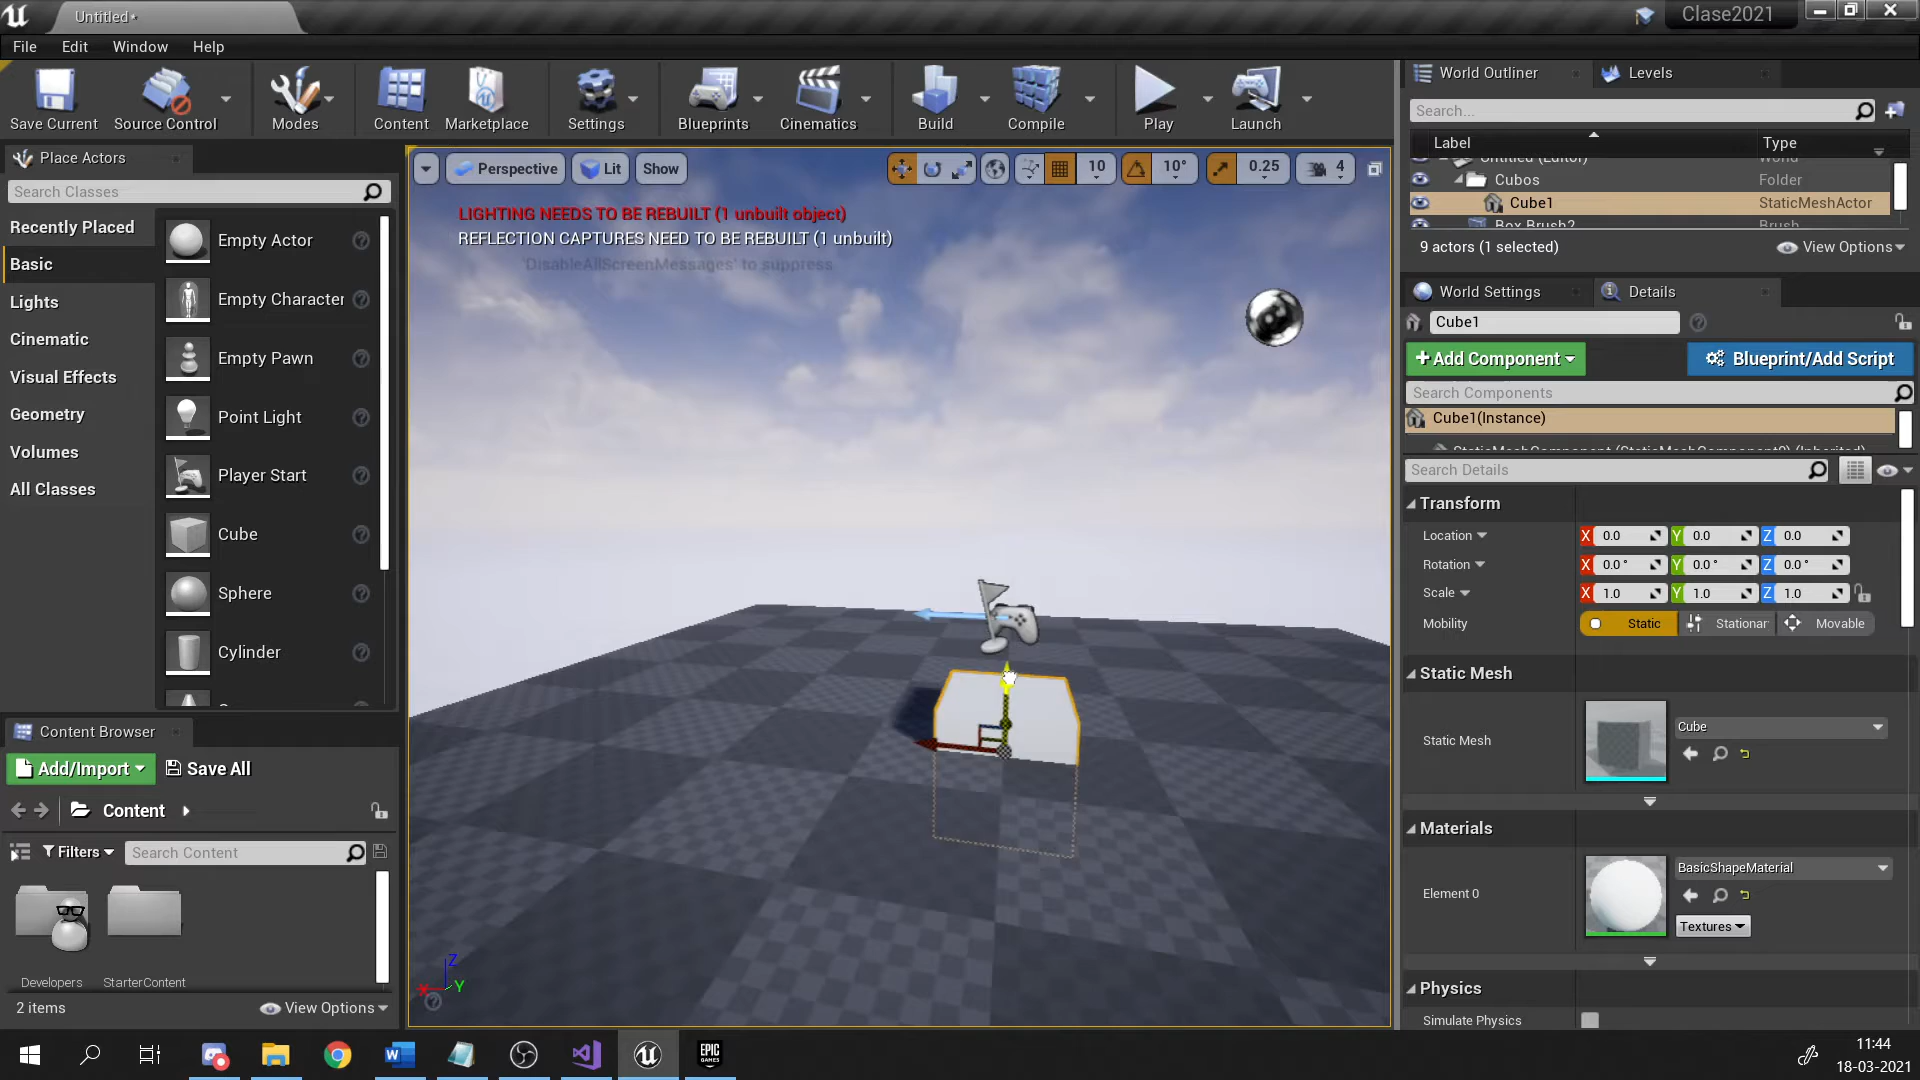 Untitled*
Clase2021
File Edit Window Help
Save Current
Source Control
Modes
Content
Marketplace
Settings
Blueprints
Cinematics
Build
Compile
Play
Launch
Place Actors
Search Classes
Recently Placed
Basic
Lights
Cinematic
Visual Effects
Geometry
Volumes
All Classes
Empty Actor
Empty Character
Empty Pawn
Point Light
Player Start
Cube
Sphere
Cylinder
Content Browser
Add/Import
Save All
Content
Filters
Search Content
Developers
StarterContent
2 items
View Options
Perspective
Lit
Show
10
10°
0.25
4
LIGHTING NEEDS TO BE REBUILT (1 unbuilt object)
REFLECTION CAPTURES NEED TO BE REBUILT (1 unbuilt)
'DisableAllScreenMessages' to suppress
Z
X
Y
World Outliner
Levels
Search...
Label
Type
Untitled (Editor) World
Cubos Folder
Cube1 StaticMeshActor
Box Brush2 Brush
9 actors (1 selected)
View Options
World Settings
Details
Cube1
+Add Component
Blueprint/Add Script
Search Components
Cube1(Instance)
StaticMeshComponent (StaticMeshComponent0) (Inherited)
Search Details
Transform
Location X 0.0 Y 0.0 Z 0.0
Rotation X 0.0° Y 0.0° Z 0.0°
Scale X 1.0 Y 1.0 Z 1.0
Mobility Static Stationar Movable
Static Mesh
Static Mesh
Cube
Materials
Element 0
BasicShapeMaterial
Textures
Physics
Simulate Physics
EPIC
GAMES
11:44
18-03-2021